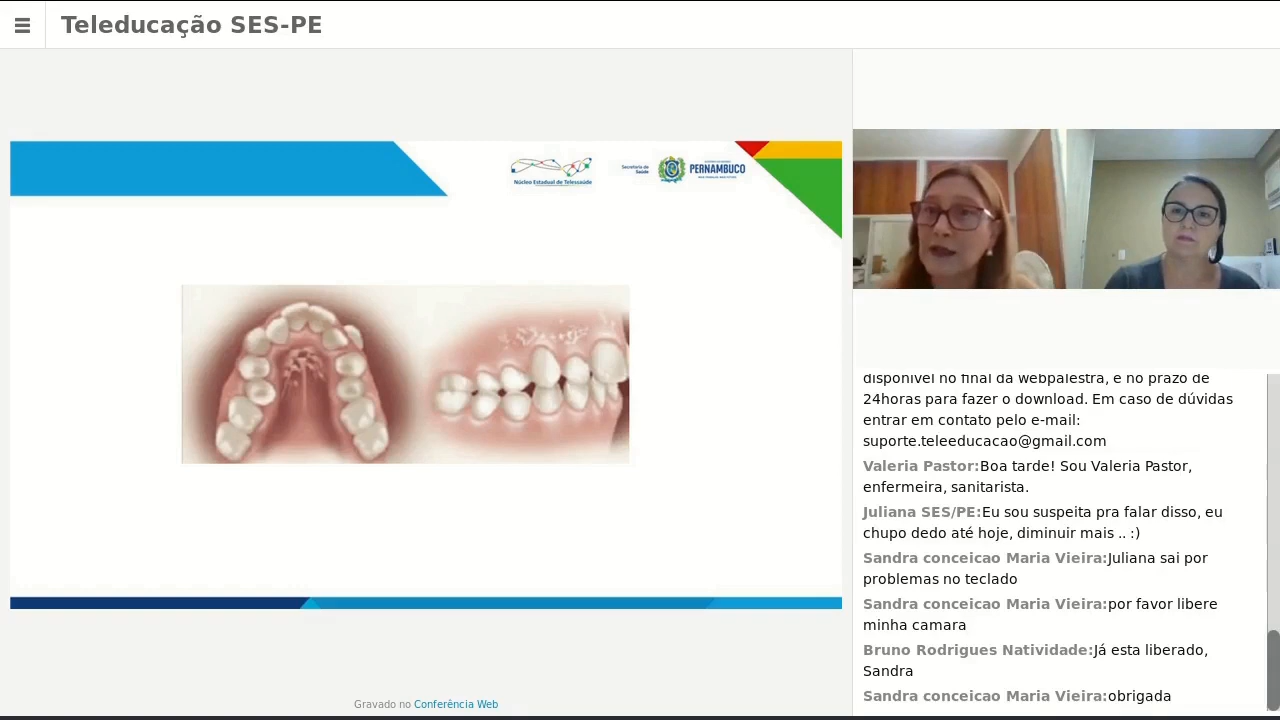 Teleducação SES-PE
Núcleo Estadual de Telessaúde
Secretaria de
Saúde
PERNAMBUCO
Gravado no Conferência Web
disponível no final da webpalestra, e no prazo de
24horas para fazer o download. Em caso de dúvidas
entrar em contato pelo e-mail:
suporte.teleeducacao@gmail.com
Valeria Pastor:Boa tarde! Sou Valeria Pastor,
enfermeira, sanitarista.
Juliana SES/PE:Eu sou suspeita pra falar disso, eu
chupo dedo até hoje, diminuir mais .. :)
Sandra conceicao Maria Vieira:Juliana sai por
problemas no teclado
Sandra conceicao Maria Vieira:por favor libere
minha camara
Bruno Rodrigues Natividade:Já esta liberado,
Sandra
Sandra conceicao Maria Vieira:obrigada